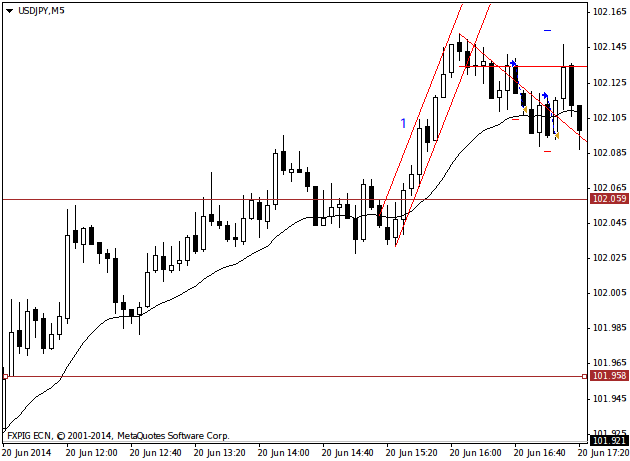 USDJPY,M5
102.165
102.145
102.125
102.105
102.085
102.065
102.059
102.045
102.025
102.005
101.985
101.965
101.958
101.945
101.925
101.921
1
FXPIG ECN, © 2001-2014, MetaQuotes Software Corp.
20 Jun 2014
20 Jun 12:00
20 Jun 12:40
20 Jun 13:20
20 Jun 14:00
20 Jun 14:40
20 Jun 15:20
20 Jun 16:00
20 Jun 16:40
20 Jun 17:20